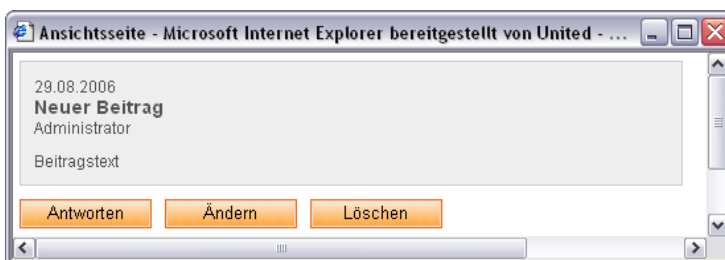 Ansichtsseite - Microsoft Internet Explorer bereitgestellt von United - ...
29.08.2006
Neuer Beitrag
Administrator
Beitragstext
Antworten Ändern Löschen